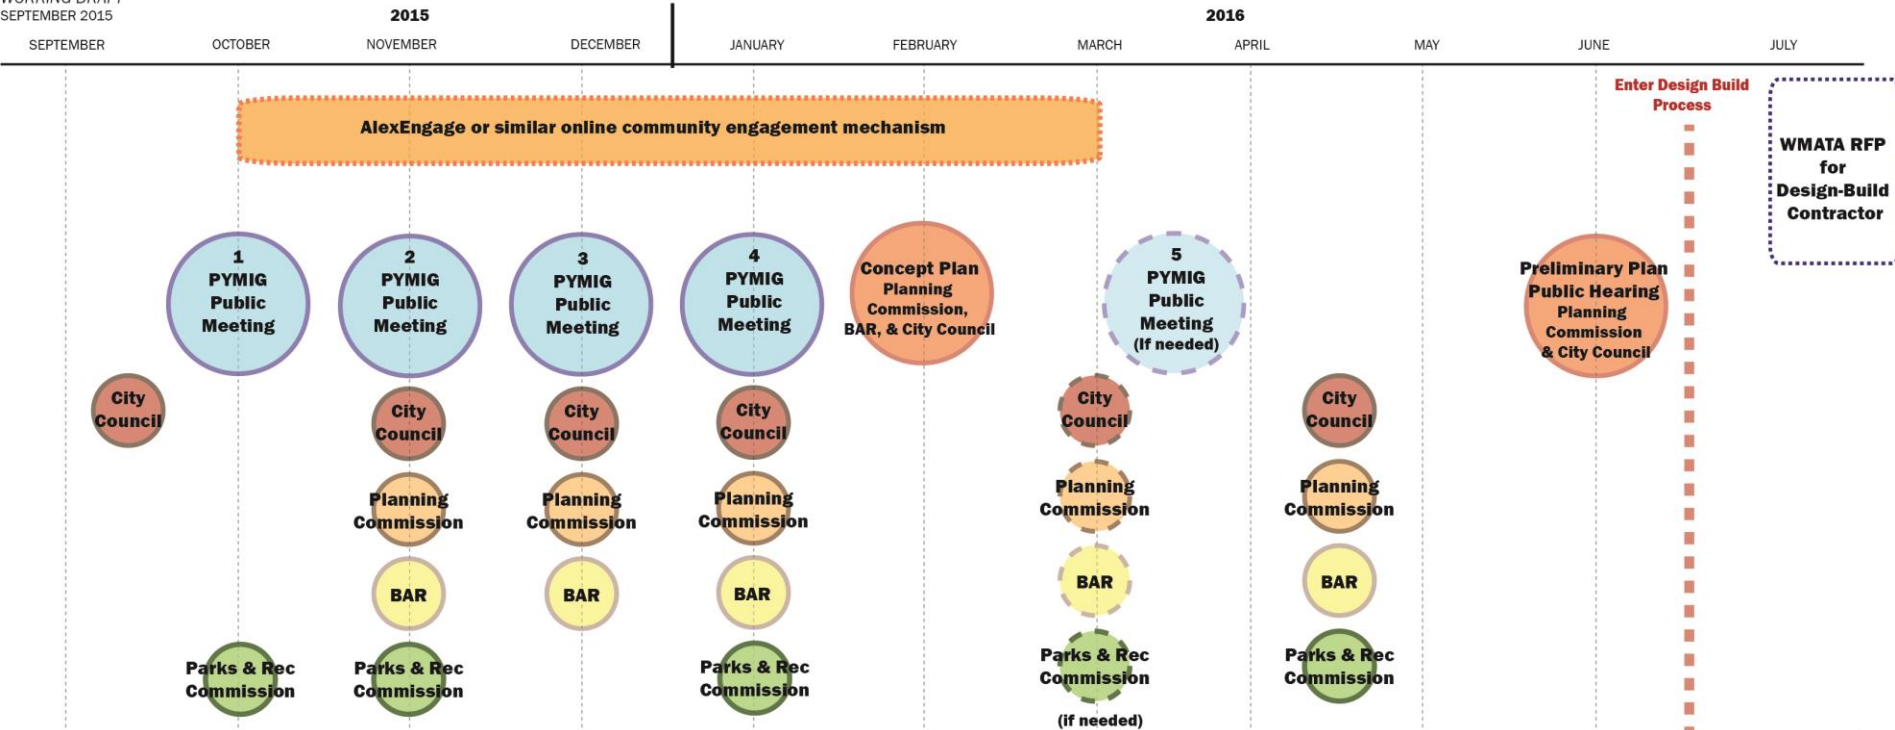 WORKING DRAFT
SEPTEMBER 2015
2015
2016
SEPTEMBER
OCTOBER
NOVEMBER
DECEMBER
JANUARY
FEBRUARY
MARCH
APRIL
MAY
JUNE
JULY
Enter Design Build
Process
AlexEngage or similar online community engagement mechanism
WMATA RFP
for
Design-Build
Contractor
1
PYMIG
Public
Meeting
2
PYMIG
Public
Meeting
3
PYMIG
Public
Meeting
4
PYMIG
Public
Meeting
Concept Plan
Planning
Commission,
BAR, & City Council
5
PYMIG
Public
Meeting
(If needed)
Preliminary Plan
Public Hearing
Planning
Commission
& City Council
City
Council
City
Council
City
Council
City
Council
City
Council
City
Council
Planning
Commission
Planning
Commission
Planning
Commission
Planning
Commission
Planning
Commission
BAR
BAR
BAR
BAR
BAR
Parks & Rec
Commission
Parks & Rec
Commission
Parks & Rec
Commission
Parks & Rec
Commission
(if needed)
Parks & Rec
Commission